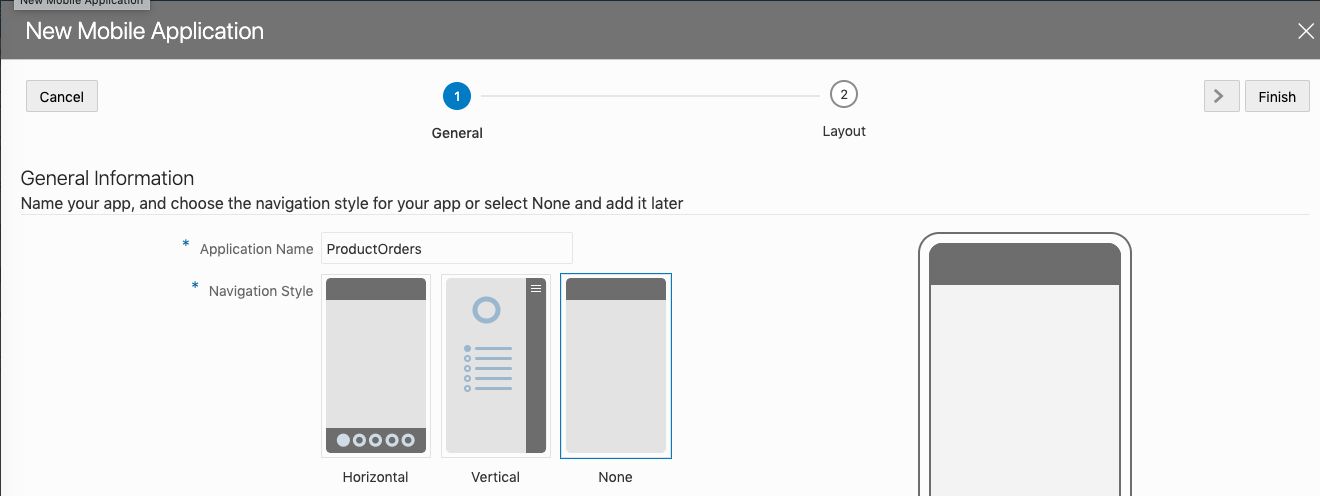 New Mobile Application
New Mobile Application
Cancel
1
2
Finish
General
Layout
General Information
Name your app, and choose the navigation style for your app or select None and add it later
* Application Name ProductOrders
* Navigation Style
Horizontal Vertical None